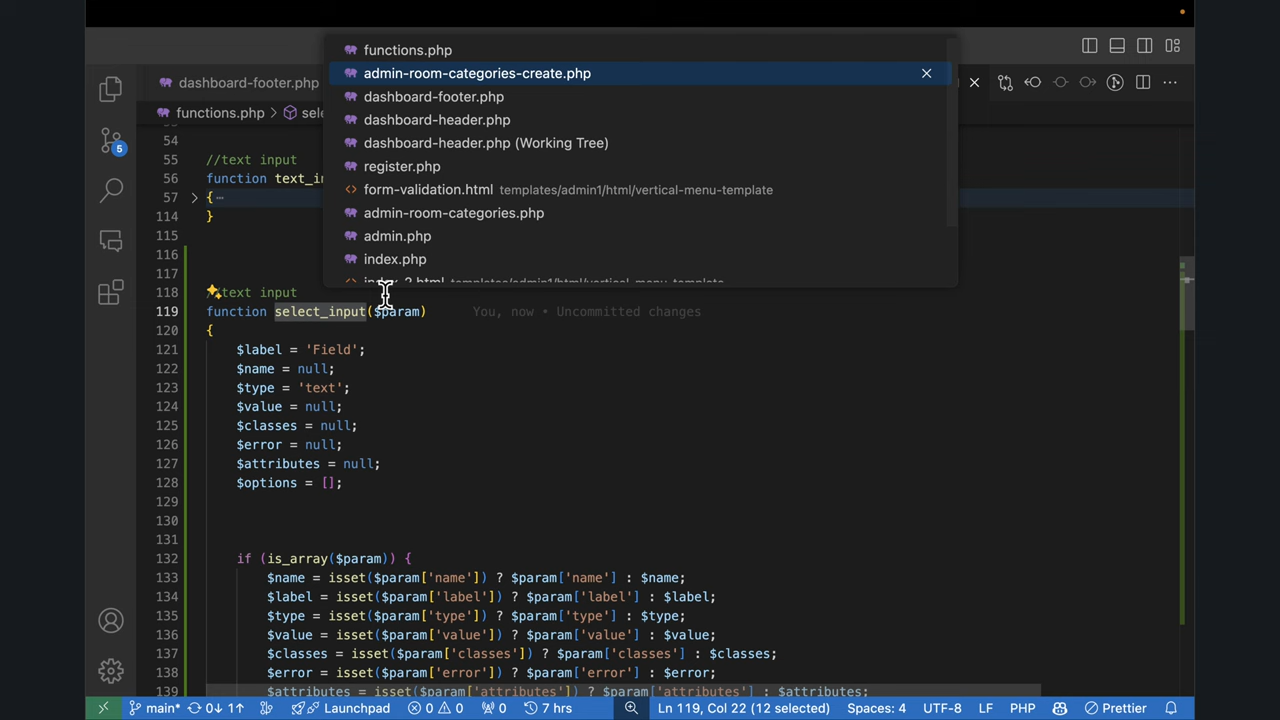 functions.php
admin-room-categories-create.php
dashboard-footer.php
dashboard-header.php
dashboard-header.php (Working Tree)
register.php
form-validation.html templates/admin1/html/vertical-menu-template
admin-room-categories.php
admin.php
index.php
index-2.html templates/admin1/html/vertical-menu-template
dashboard-footer.php
functions.php >
54
55 //text input
56 function text_in
57 {
114 }
115
116
117
118 //text input
119 function select_input($param) You, now • Uncommitted changes
120 {
121 $label = 'Field';
122 $name = null;
123 $type = 'text';
124 $value = null;
125 $classes = null;
126 $error = null;
127 $attributes = null;
128 $options = [];
129
130
131
132 if (is_array($param)) {
133 $name = isset($param['name']) ? $param['name'] : $name;
134 $label = isset($param['label']) ? $param['label'] : $label;
135 $type = isset($param['type']) ? $param['type'] : $type;
136 $value = isset($param['value']) ? $param['value'] : $value;
137 $classes = isset($param['classes']) ? $param['classes'] : $classes;
138 $error = isset($param['error']) ? $param['error'] : $error;
139 $attributes = isset($param['attributes']) ? $param['attributes'] : $attributes;
5
main* 0↓ 1↑ Launchpad 0 0 0 7 hrs Ln 119, Col 22 (12 selected) Spaces: 4 UTF-8 LF PHP Prettier